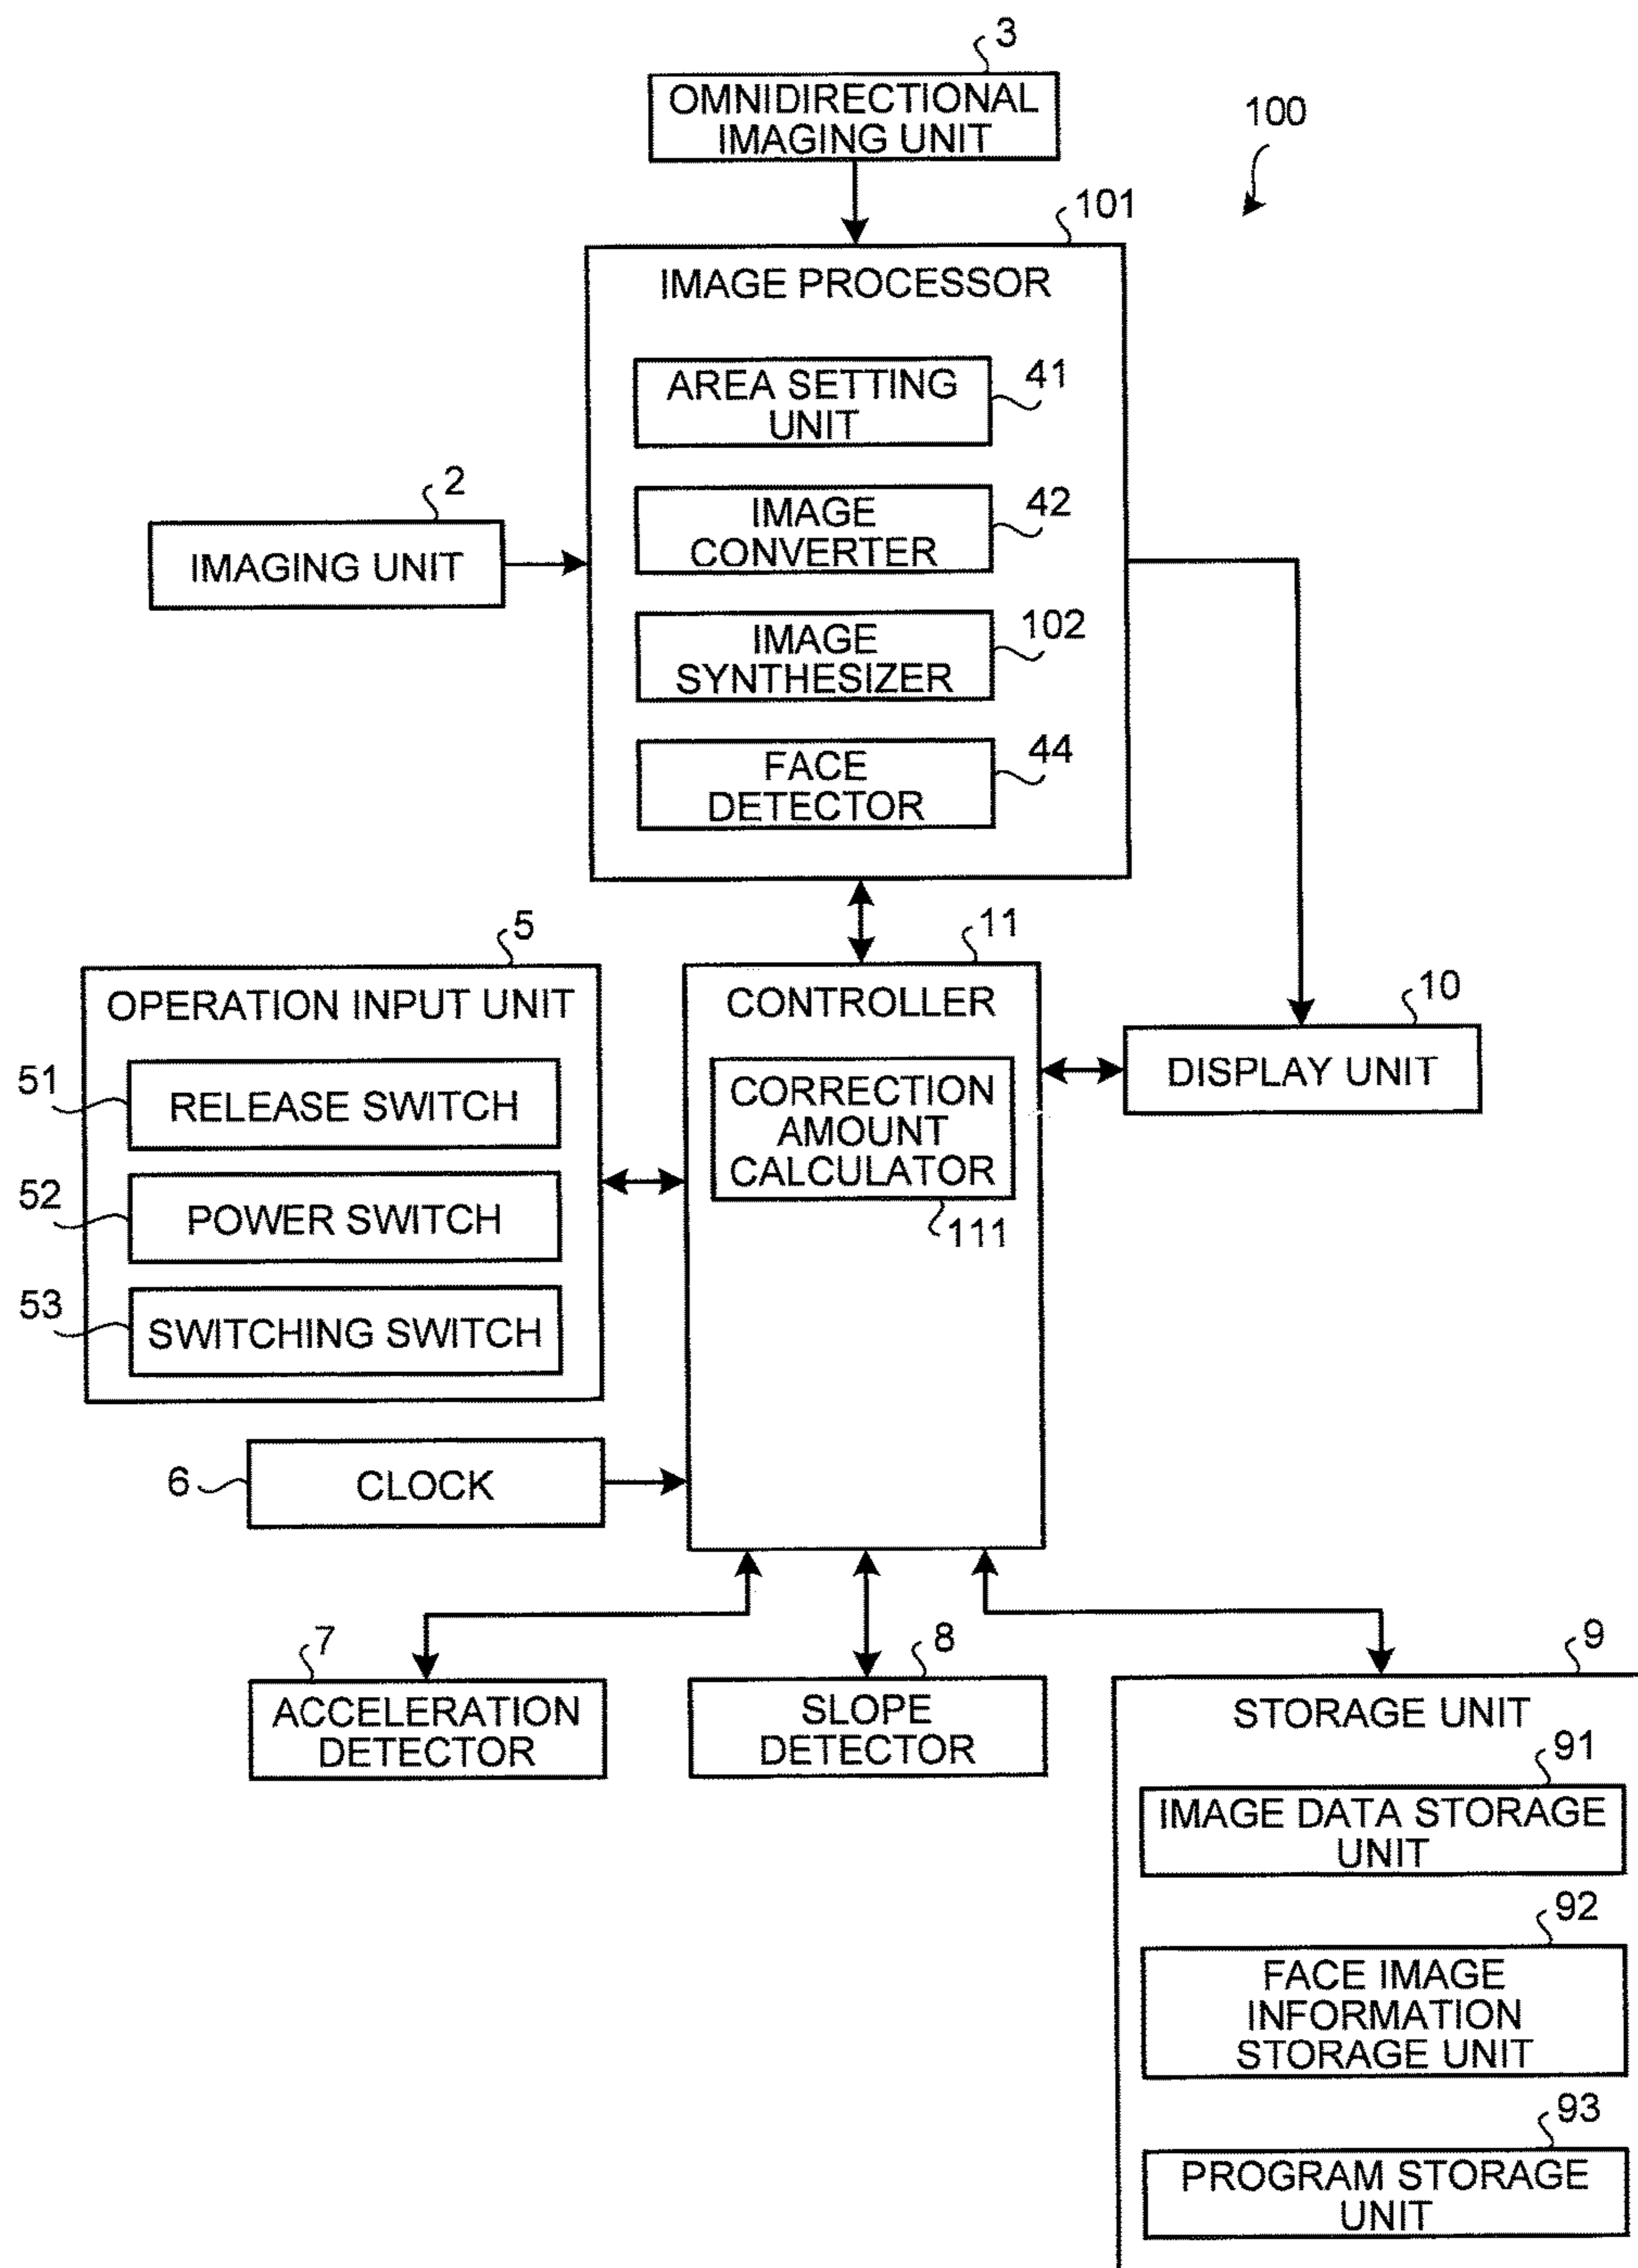 3
OMNIDIRECTIONAL
IMAGING UNIT
100
101
IMAGE PROCESSOR
AREA SETTING
UNIT
41
2
IMAGING UNIT
IMAGE
CONVERTER
42
IMAGE
SYNTHESIZER
102
FACE
DETECTOR
44
5
OPERATION INPUT UNIT
51
RELEASE SWITCH
52
POWER SWITCH
53
SWITCHING SWITCH
11
CONTROLLER
CORRECTION
AMOUNT
CALCULATOR
111
10
DISPLAY UNIT
6
CLOCK
7
ACCELERATION
DETECTOR
8
SLOPE
DETECTOR
9
STORAGE UNIT
91
IMAGE DATA STORAGE
UNIT
92
FACE IMAGE
INFORMATION
STORAGE UNIT
93
PROGRAM STORAGE
UNIT